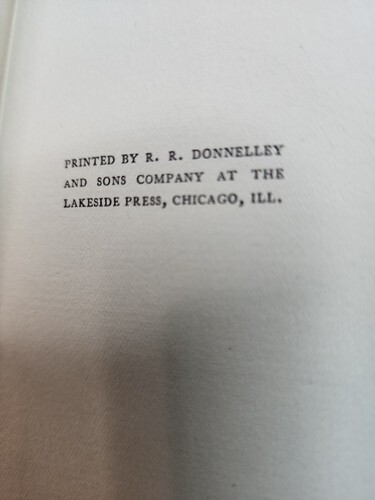 PRINTED BY R. R. DONNELLEY
AND SONS COMPANY AT THE
LAKESIDE PRESS, CHICAGO, ILL.